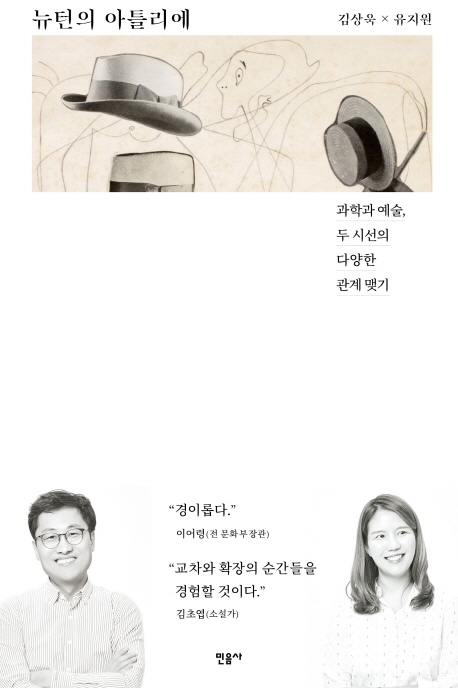 뉴턴의 아틀리에
김상욱 × 유지원
과학과 예술,
두 시선의
다양한
관계 맺기
“경이롭다.”
이어령(전 문화부장관)
“교차와 확장의 순간들을
경험할 것이다.”
김초엽(소설가)
민음사